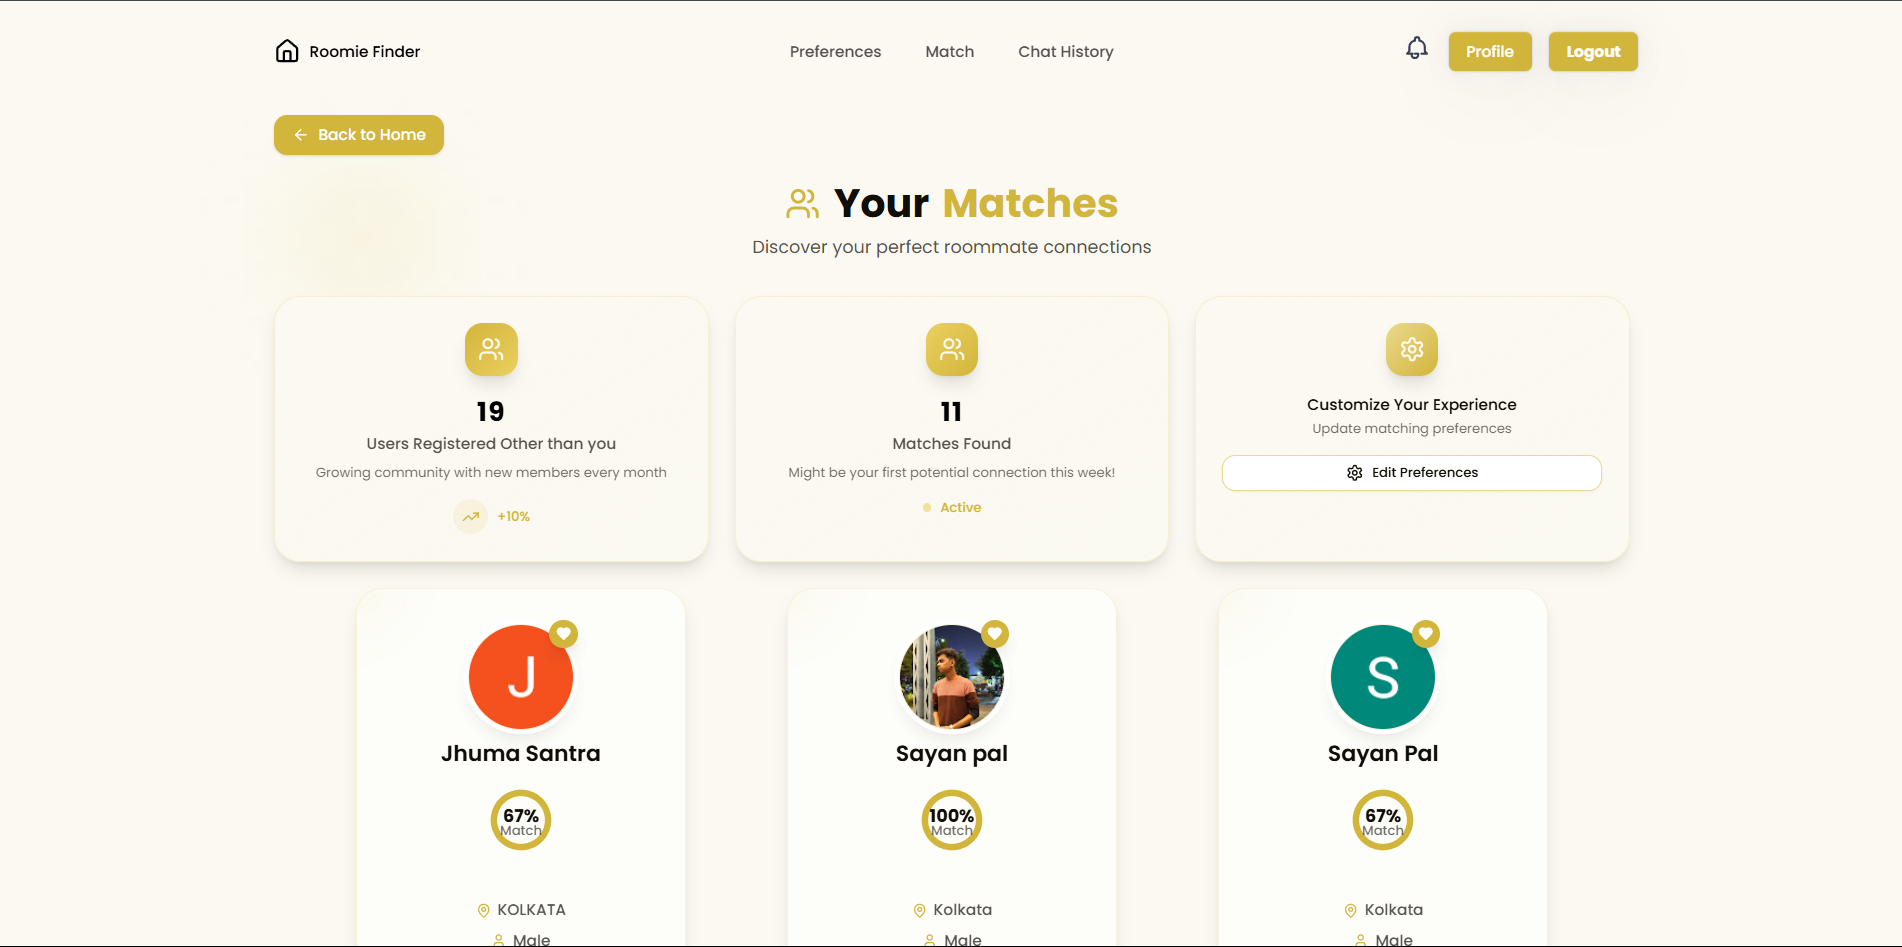 Roomie Finder
Preferences
Match
Chat History
Profile
Logout
Back to Home
Your Matches
Discover your perfect roommate connections
19
Users Registered Other than you
Growing community with new members every month
+10%
11
Matches Found
Might be your first potential connection this week!
Active
Customize Your Experience
Update matching preferences
Edit Preferences
J
Jhuma Santra
67%
Match
KOLKATA
Male
Sayan pal
100%
Match
Kolkata
Male
S
Sayan Pal
67%
Match
Kolkata
Male